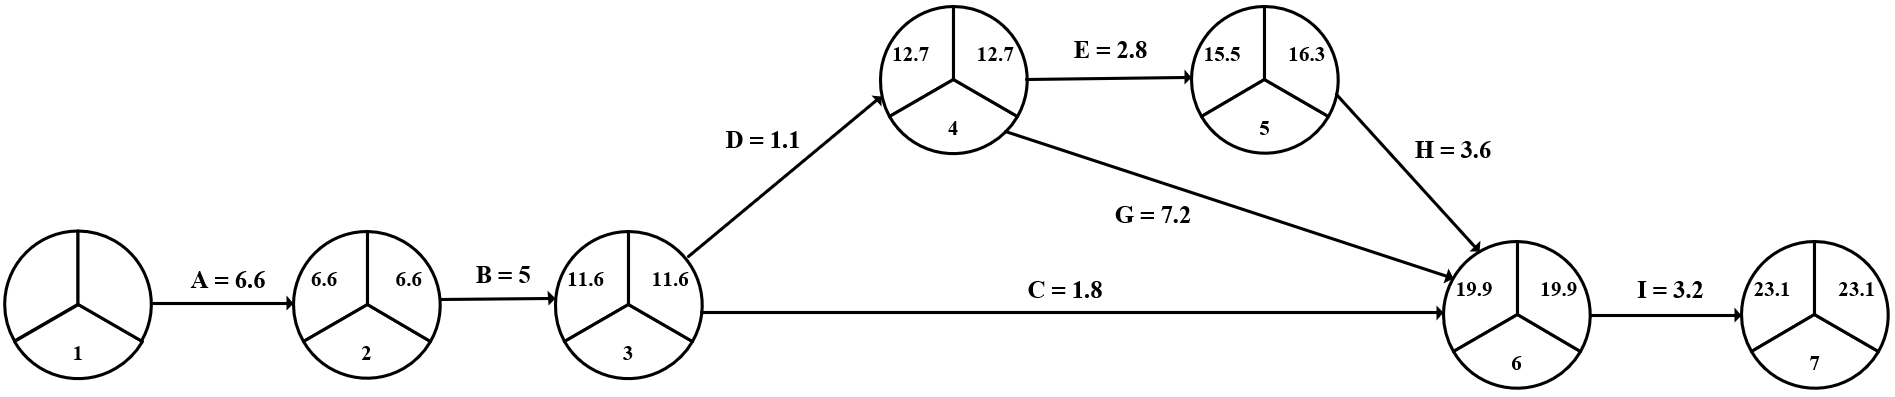 12.7 12.7
4
E = 2.8
15.5 16.3
5
D = 1.1
H = 3.6
G = 7.2
1
A = 6.6
6.6 6.6
2
B = 5
11.6 11.6
3
C = 1.8
19.9 19.9
6
I = 3.2
23.1 23.1
7